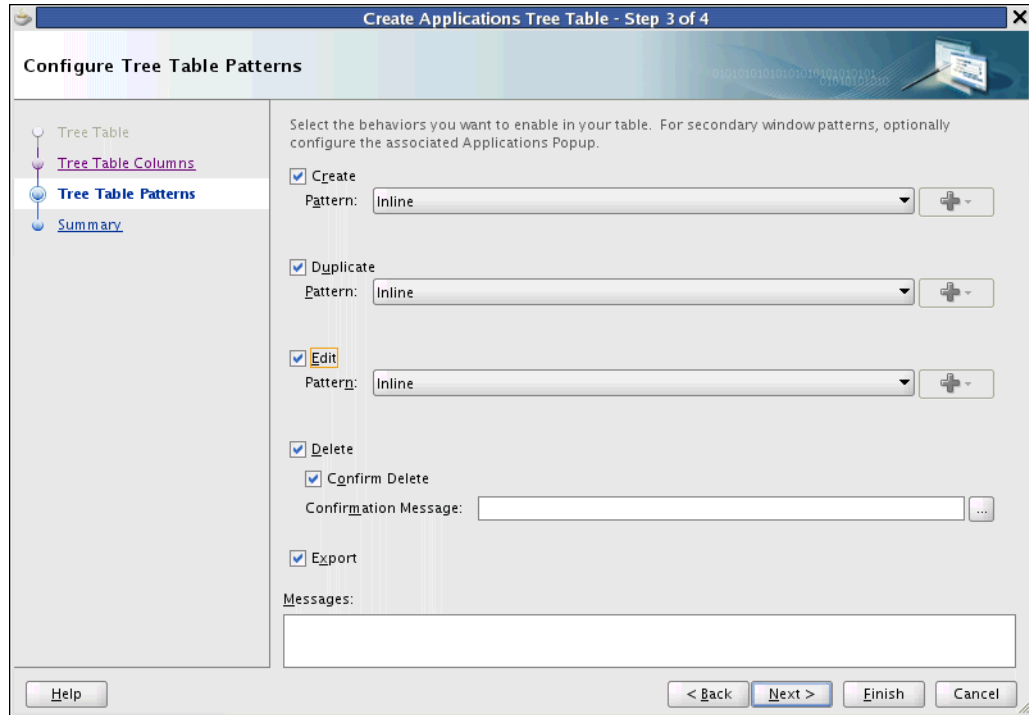 Create Applications Tree Table - Step 3 of 4
Configure Tree Table Patterns
Tree Table
Tree Table Columns
Tree Table Patterns
Summary
Select the behaviors you want to enable in your table. For secondary window patterns, optionally
configure the associated Applications Popup.
Create
Pattern: Inline
Duplicate
Pattern: Inline
Edit
Pattern: Inline
Delete
Confirm Delete
Confirmation Message: ...
Export
Messages:
Help < Back Next > Finish Cancel